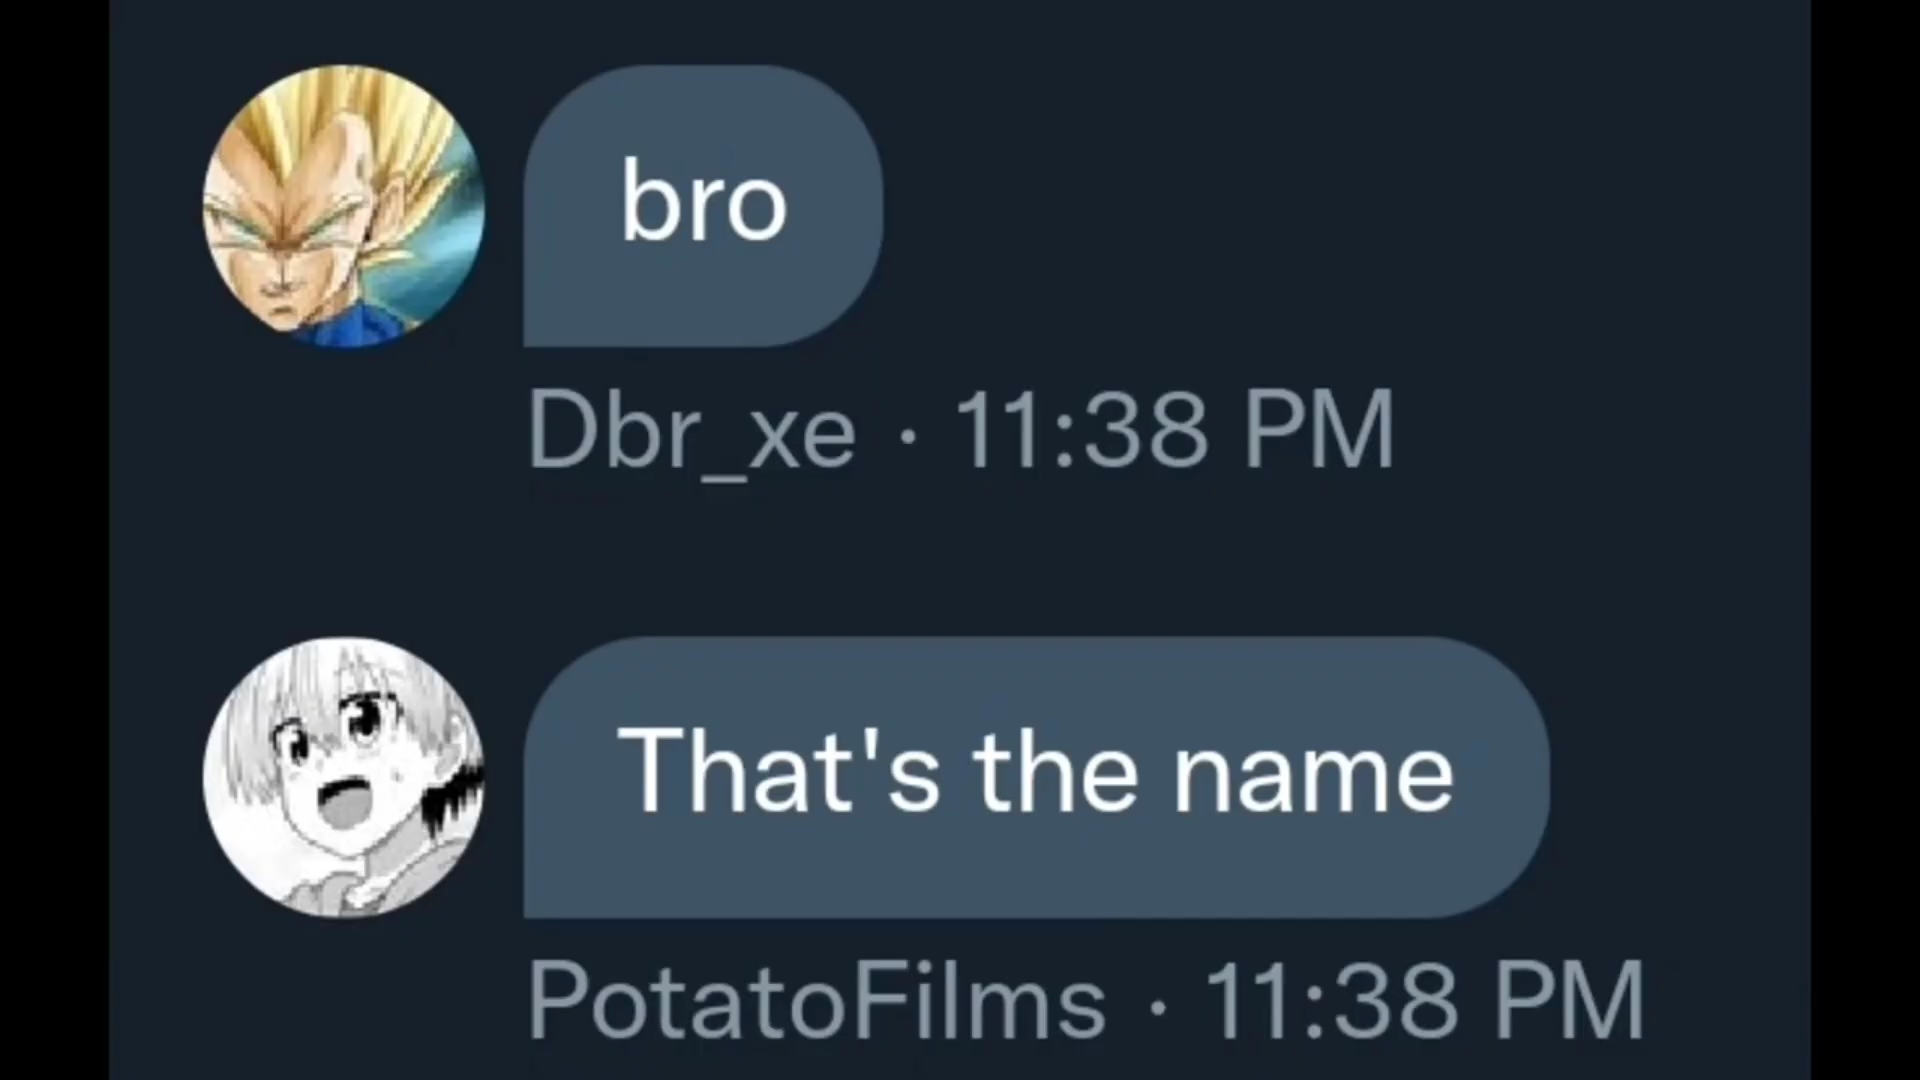 bro
Dbr_xe · 11:38 PM
That's the name
PotatoFilms · 11:38 PM